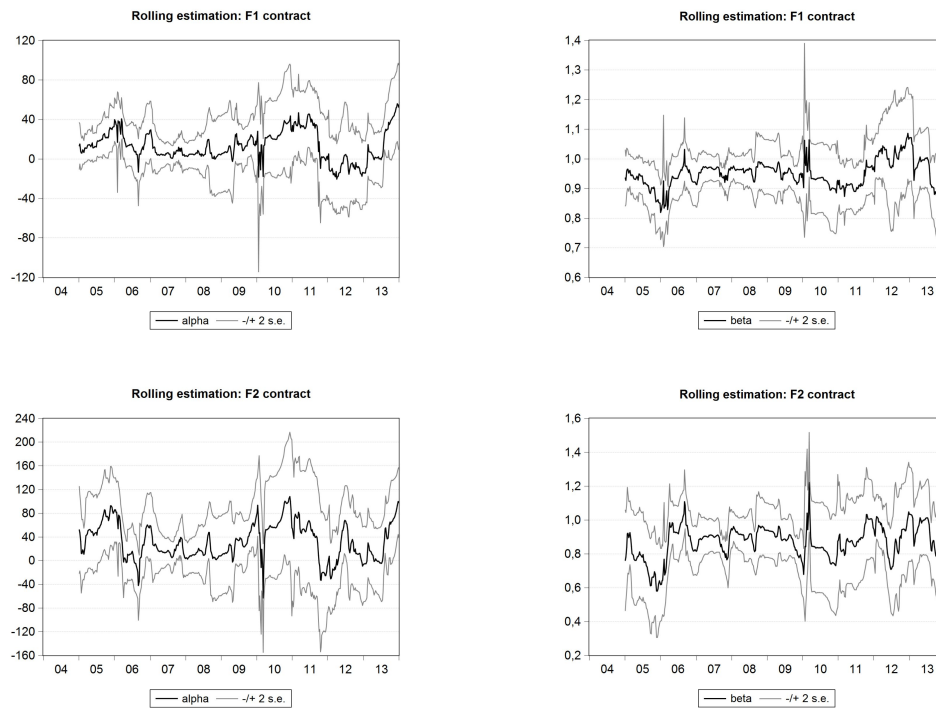 Rolling estimation: F1 contract
120
80
40
0
-40
-80
-120
04 05 06 07 08 09 10 11 12 13
alpha -/+ 2 s.e.
Rolling estimation: F1 contract
1,4
1,3
1,2
1,1
1,0
0,9
0,8
0,7
0,6
04 05 06 07 08 09 10 11 12 13
beta -/+ 2 s.e.
Rolling estimation: F2 contract
240
200
160
120
80
40
0
-40
-80
-120
-160
04 05 06 07 08 09 10 11 12 13
alpha -/+ 2 s.e.
Rolling estimation: F2 contract
1,6
1,4
1,2
1,0
0,8
0,6
0,4
0,2
04 05 06 07 08 09 10 11 12 13
beta -/+ 2 s.e.